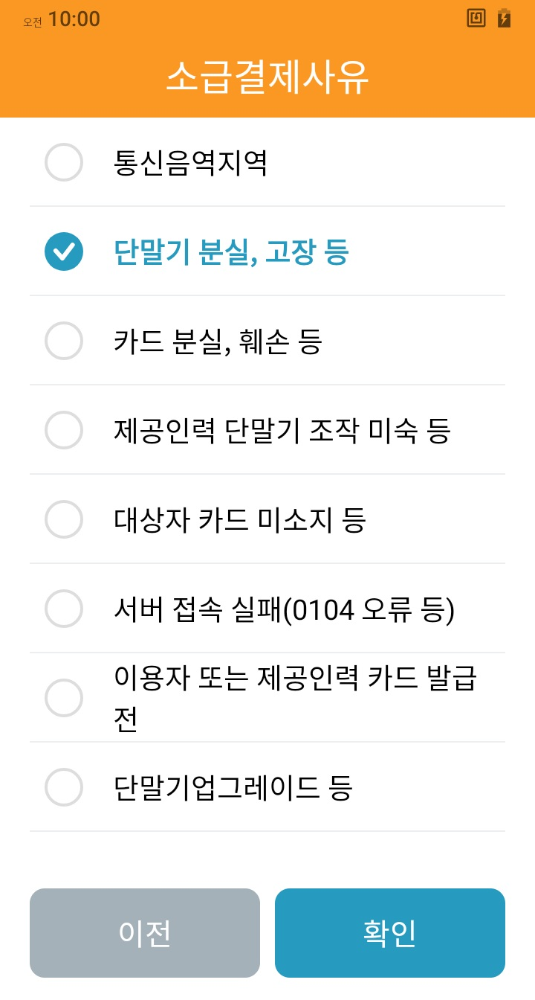 오전 10:00
소급결제사유
통신음역지역
단말기 분실, 고장 등
카드 분실, 훼손 등
제공인력 단말기 조작 미숙 등
대상자 카드 미소지 등
서버 접속 실패(0104 오류 등)
이용자 또는 제공인력 카드 발급
전
단말기업그레이드 등
이전
확인